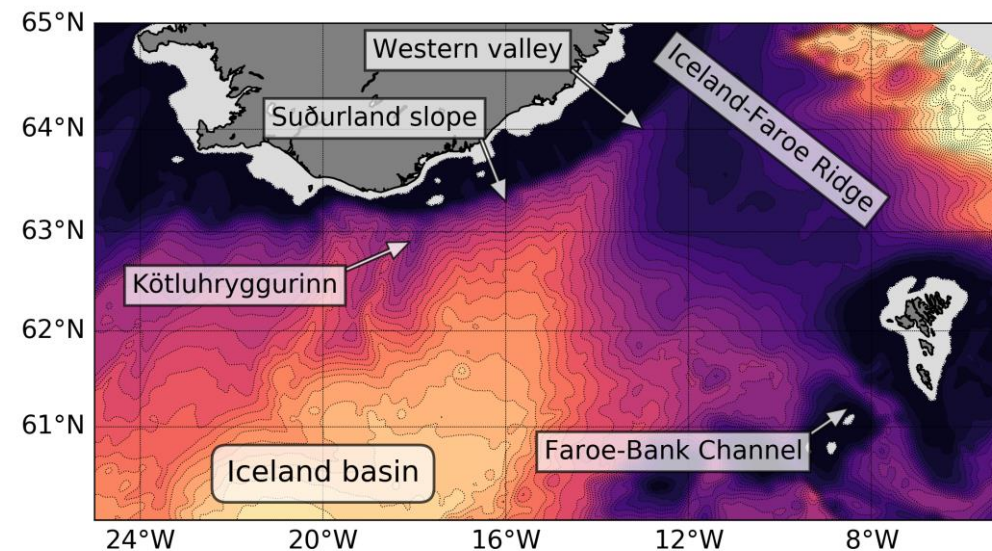 65°N
64°N
63°N
62°N
61°N
Western valley
Iceland-Faroe Ridge
Suðurland slope
Kötluhryggurinn
Faroe-Bank Channel
Iceland basin
24°W 20°W 16°W 12°W 8°W